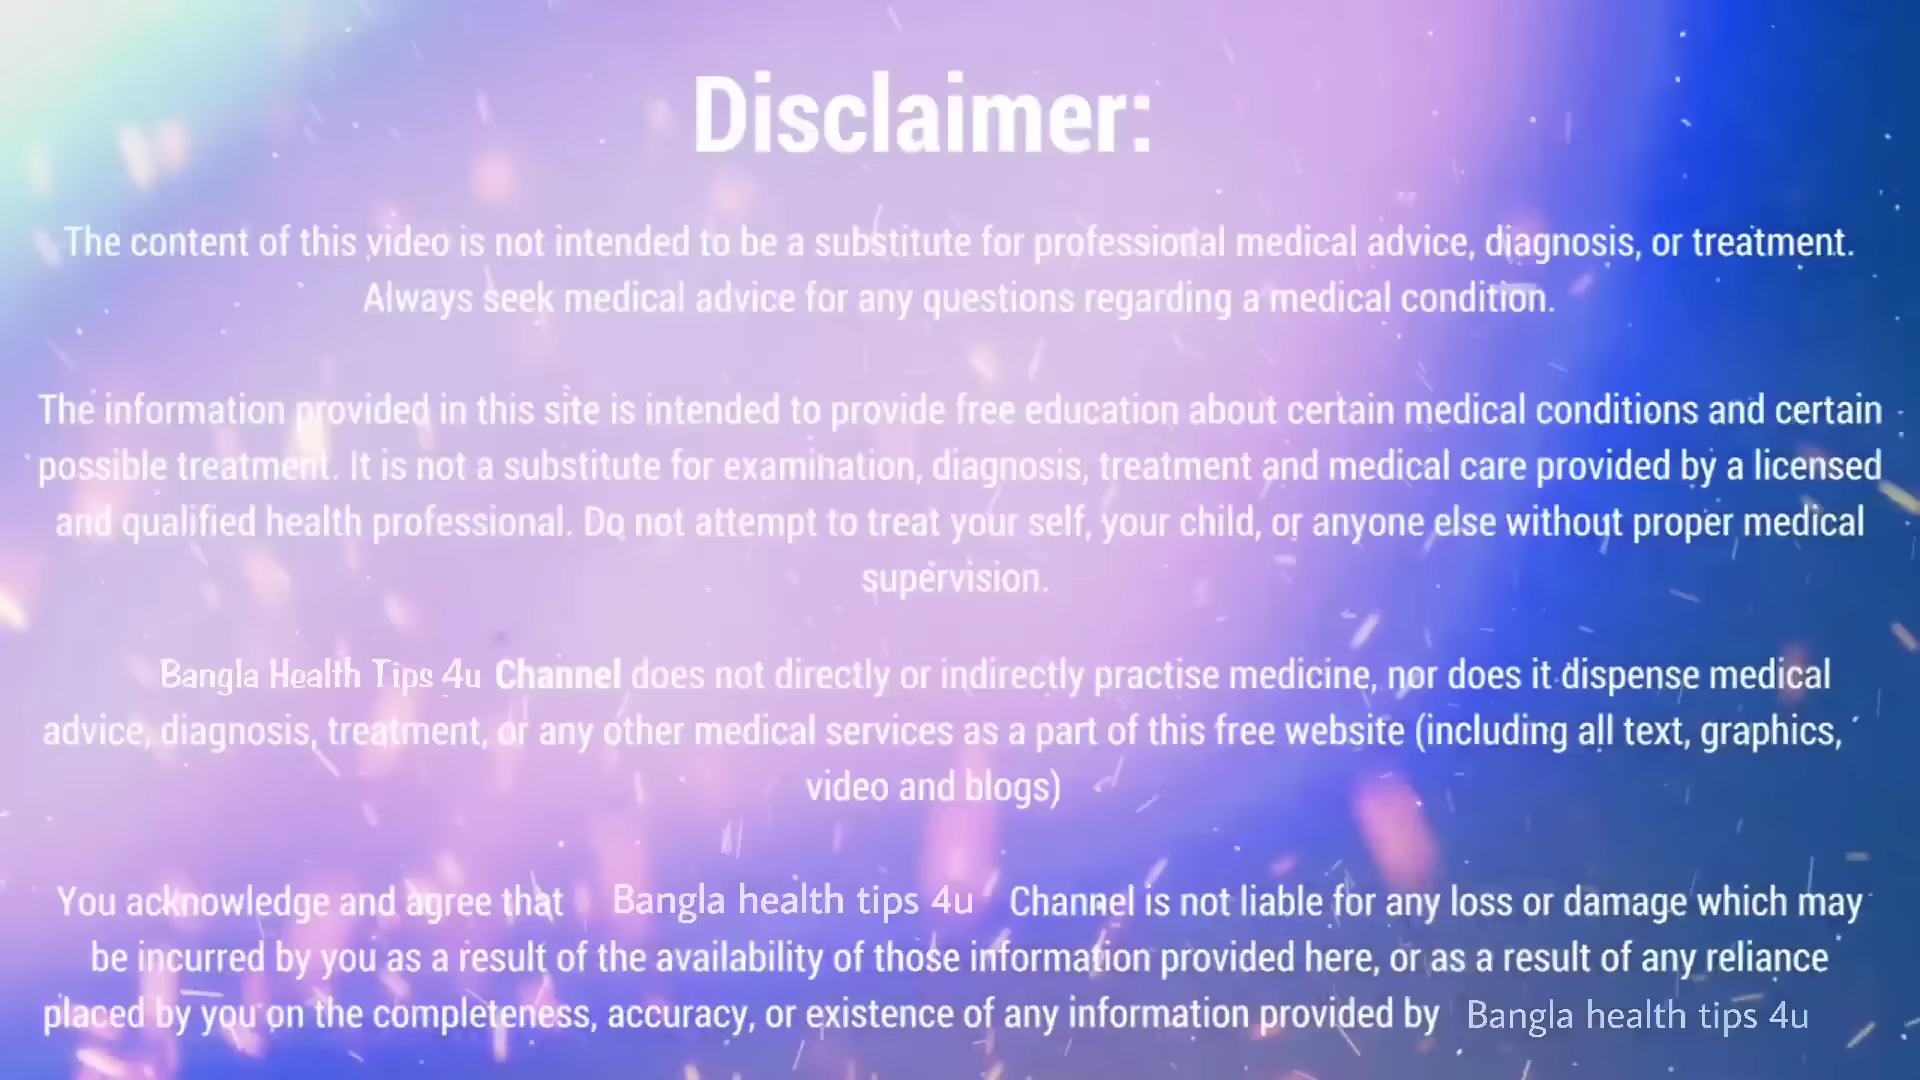 Disclaimer:
The content of this video is not intended to be a substitute for professional medical advice, diagnosis, or treatment.
Always seek medical advice for any questions regarding a medical condition.
The information provided in this site is intended to provide free education about certain medical conditions and certain
possible treatment. It is not a substitute for examination, diagnosis, treatment and medical care provided by a licensed
and qualified health professional. Do not attempt to treat your self, your child, or anyone else without proper medical
supervision.
Bangla Health Tips 4u Channel does not directly or indirectly practise medicine, nor does it dispense medical
advice, diagnosis, treatment, or any other medical services as a part of this free website (including all text, graphics,
video and blogs)
You acknowledge and agree that Bangla health tips 4u Channel is not liable for any loss or damage which may
be incurred by you as a result of the availability of those information provided here, or as a result of any reliance
placed by you on the completeness, accuracy, or existence of any information provided by Bangla health tips 4u